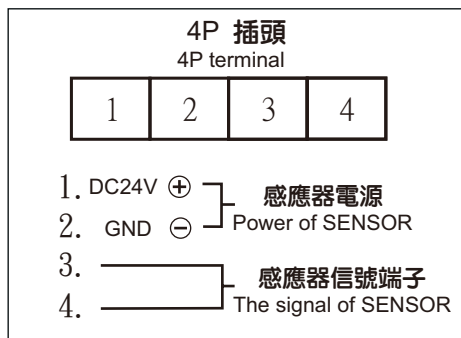 4P 插頭
4P terminal
1 2 3 4
1. DC24V ⊕
感應器電源
2. GND ⊖
Power of SENSOR
3.
感應器信號端子
4.
The signal of SENSOR